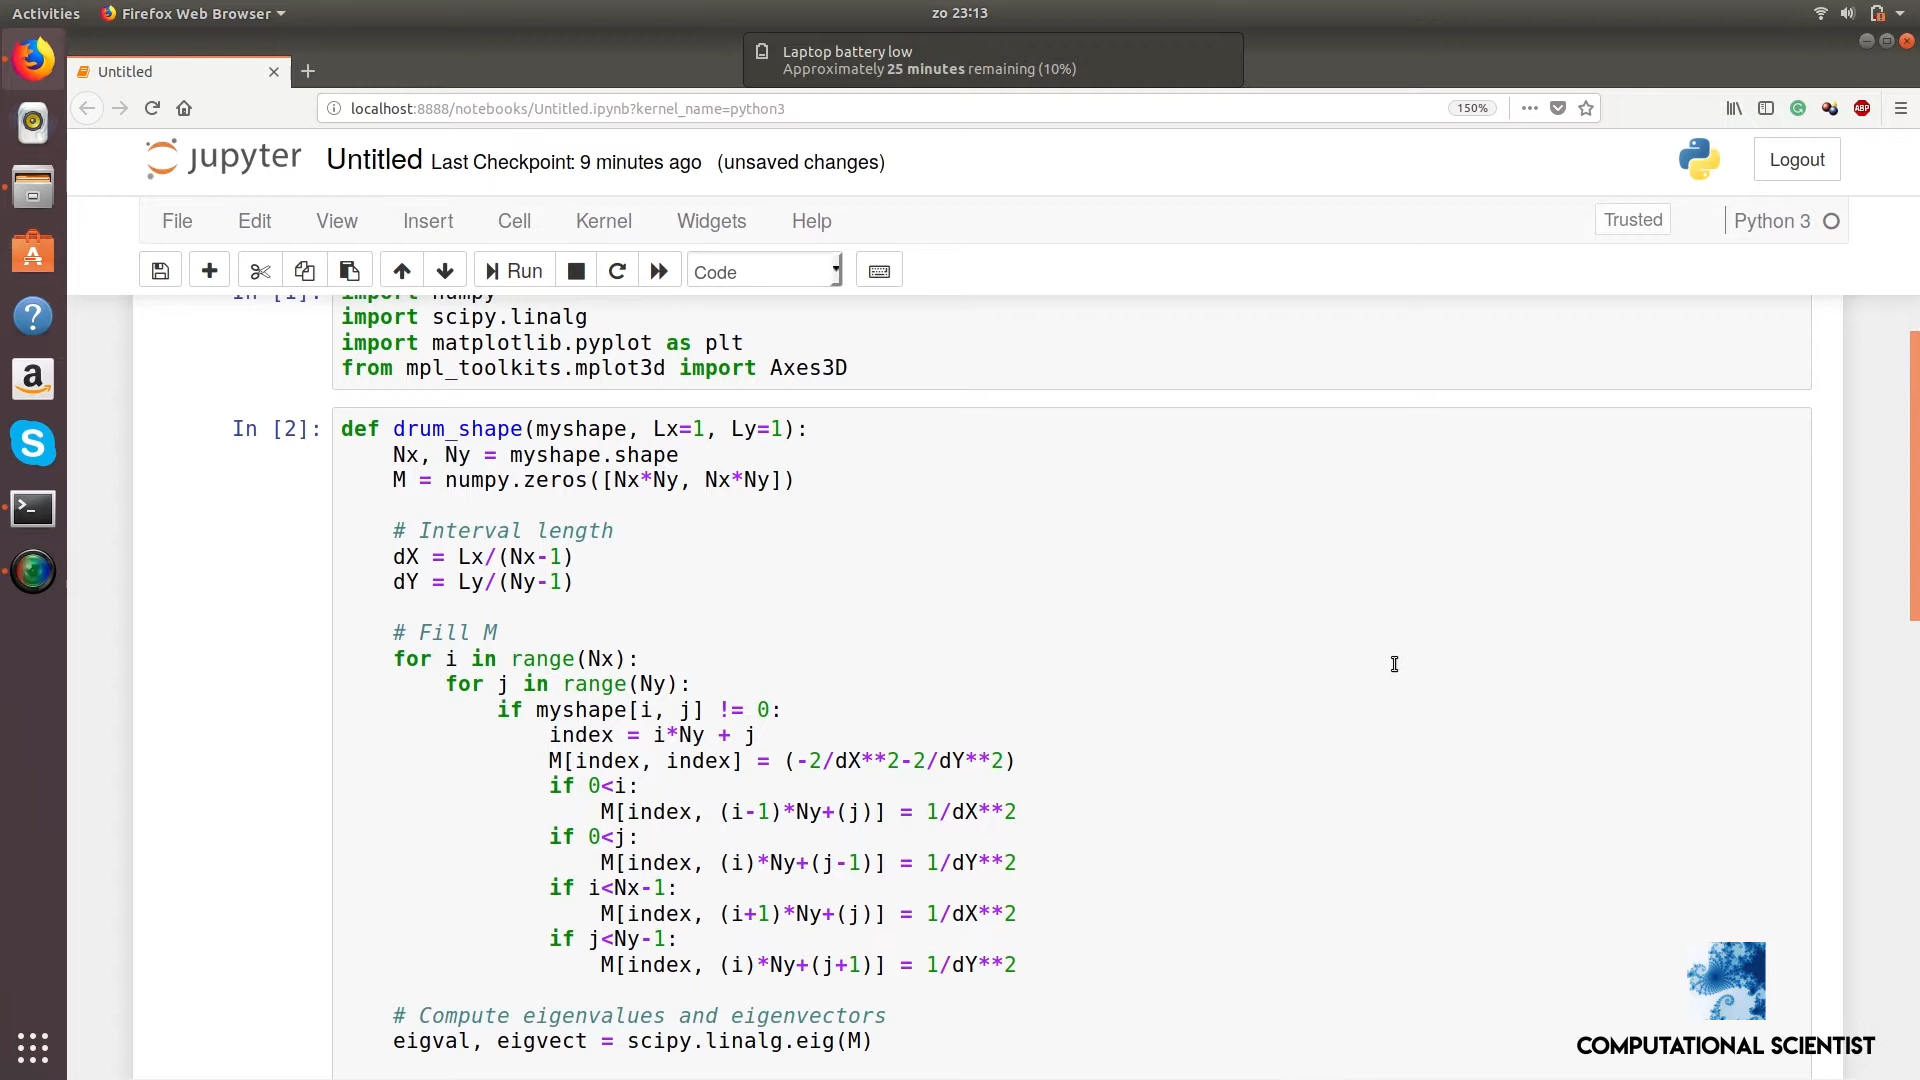 Activities
Firefox Web Browser
zo 23:13
Laptop battery low
Approximately 25 minutes remaining (10%)
Untitled
localhost:8888/notebooks/Untitled.ipynb?kernel_name=python3
150%
ABP
jupyter
Untitled Last Checkpoint: 9 minutes ago (unsaved changes)
Logout
File Edit View Insert Cell Kernel Widgets Help
Trusted
Python 3
Run
Code
In [1]:
import numpy
import scipy.linalg
import matplotlib.pyplot as plt
from mpl_toolkits.mplot3d import Axes3D
In [2]:
def drum_shape(myshape, Lx=1, Ly=1):
    Nx, Ny = myshape.shape
    M = numpy.zeros([Nx*Ny, Nx*Ny])
    # Interval length
    dX = Lx/(Nx-1)
    dY = Ly/(Ny-1)
    # Fill M
    for i in range(Nx):
        for j in range(Ny):
            if myshape[i, j] != 0:
                index = i*Ny + j
                M[index, index] = (-2/dX**2-2/dY**2)
                if 0<i:
                    M[index, (i-1)*Ny+(j)] = 1/dX**2
                if 0<j:
                    M[index, (i)*Ny+(j-1)] = 1/dY**2
                if i<Nx-1:
                    M[index, (i+1)*Ny+(j)] = 1/dX**2
                if j<Ny-1:
                    M[index, (i)*Ny+(j+1)] = 1/dY**2
    # Compute eigenvalues and eigenvectors
    eigval, eigvect = scipy.linalg.eig(M)
COMPUTATIONAL SCIENTIST